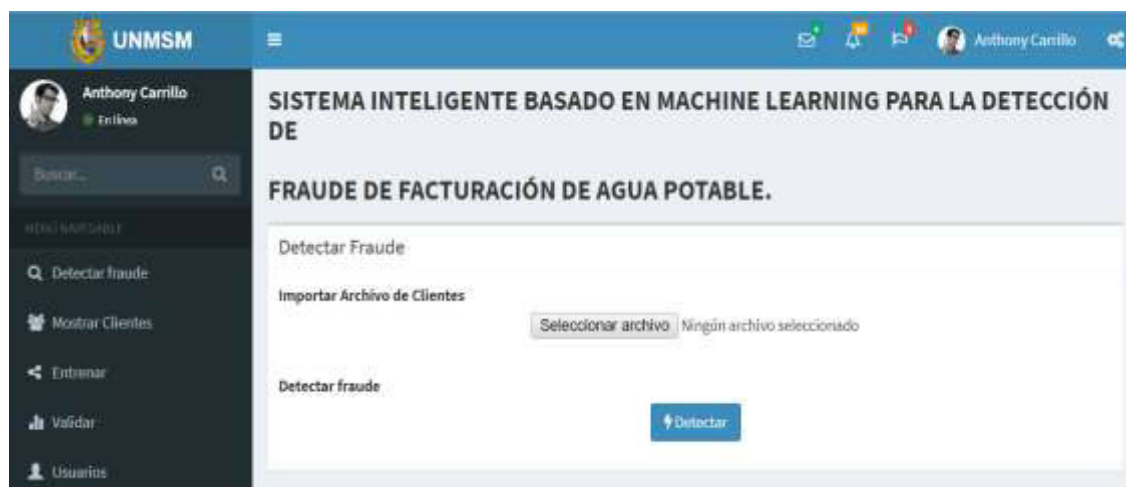 UNMSM
Anthony Carrillo
Anthony Carrillo
En línea
Buscar...
MENÚ NAVEGABLE
Detectar fraude
Mostrar Clientes
Entrenar
Validar
Usuarios
SISTEMA INTELIGENTE BASADO EN MACHINE LEARNING PARA LA DETECCIÓN
DE
FRAUDE DE FACTURACIÓN DE AGUA POTABLE.
Detectar Fraude
Importar Archivo de Clientes
Seleccionar archivo Ningún archivo seleccionado
Detectar fraude
Detectar